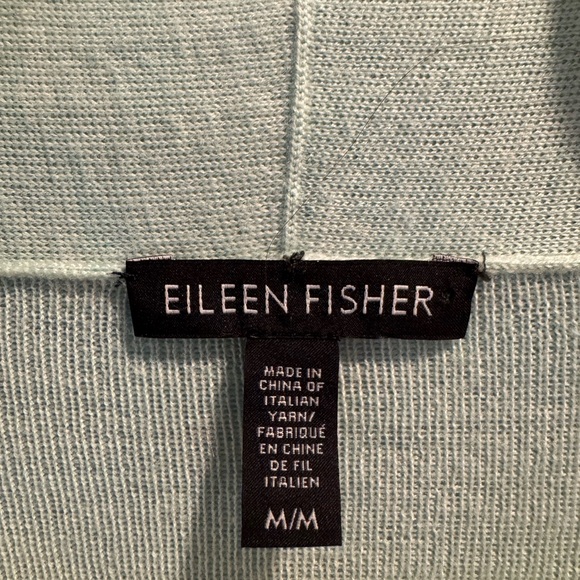 EILEEN FISHER
MADE IN
CHINA OF
ITALIAN
YARN/
FABRIQUÉ
EN CHINE
DE FIL
ITALIEN
M/M